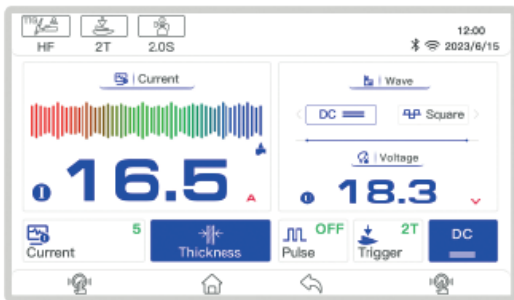 TIG
HF 2T 2.0S
12:00
2023/6/15
Current
Wave
DC Square
Voltage
16.5 A
18.3 V
Current 5
Thickness
Pulse OFF
Trigger 2T
DC